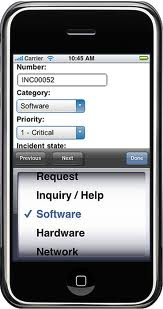 Carrier 10:45 AM
Number:
INC00052
Category:
Software
Priority:
1 - Critical
Incident state:
Previous Next Done
Request
Inquiry / Help
✓ Software
Hardware
Network